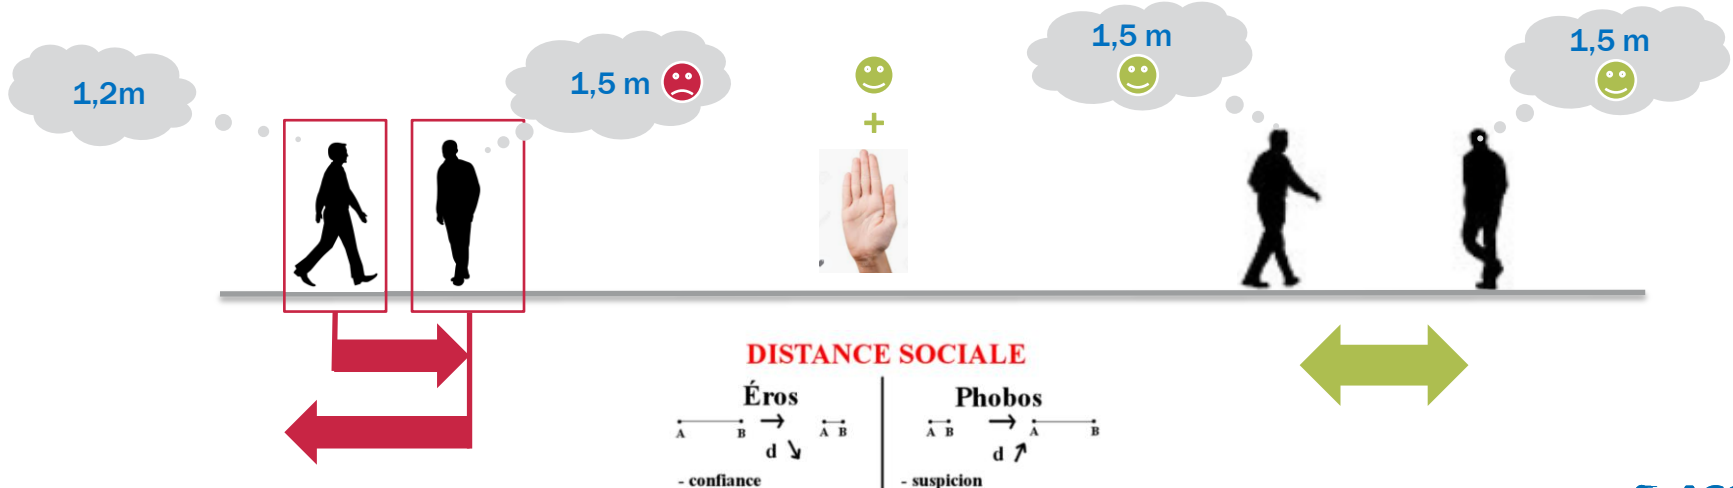 1,2m
1,5 m
1,5 m
1,5 m
+
DISTANCE SOCIALE
Éros
Phobos
A B → A B
A B → A B
d ↘
d ↗
- confiance
- suspicion